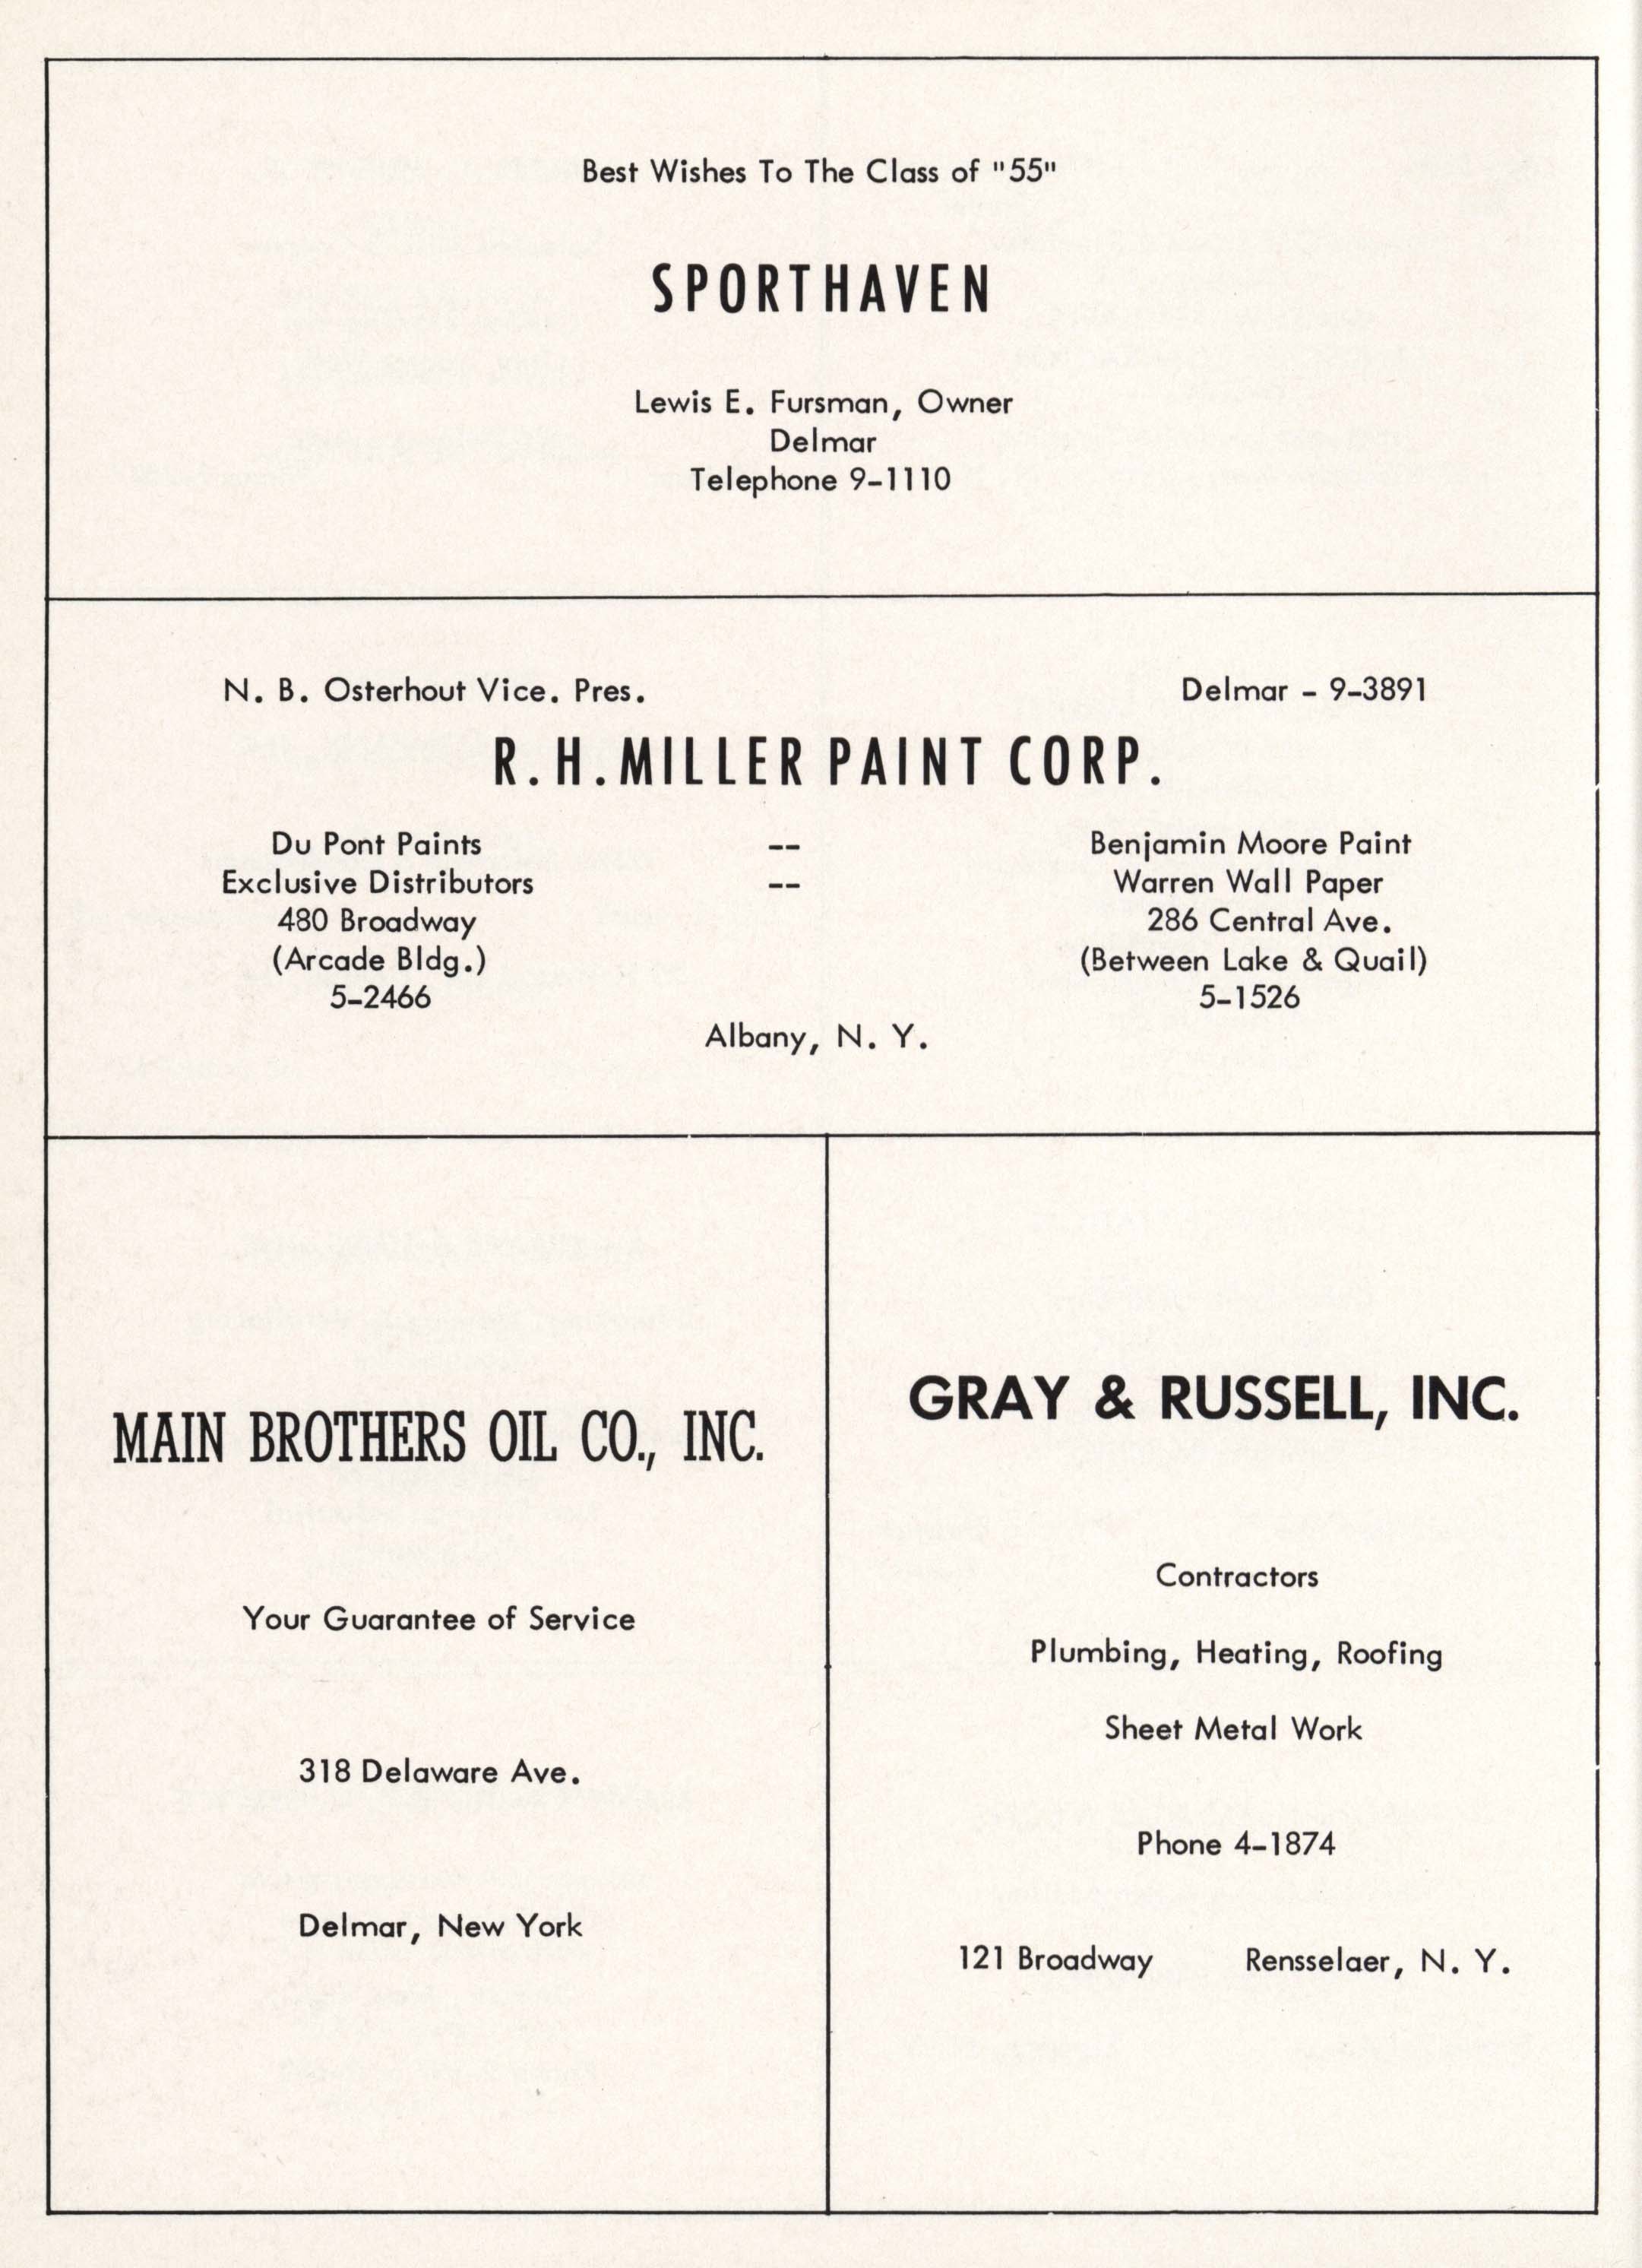 Best Wishes To The Class of "55"
SPORTHAVEN
Lewis E. Fursman, Owner
Delmar
Telephone 9-1110
N. B. Osterhout Vice. Pres. Delmar - 9-3891
R.H.MILLER PAINT CORP.
Du Pont Paints -- Benjamin Moore Paint
Exclusive Distributors -- Warren Wall Paper
480 Broadway 286 Central Ave.
(Arcade Bldg.) (Between Lake & Quail)
5-2466 5-1526
Albany, N. Y.
MAIN BROTHERS OIL CO., INC.
Your Guarantee of Service
318 Delaware Ave.
Delmar, New York
GRAY & RUSSELL, INC.
Contractors
Plumbing, Heating, Roofing
Sheet Metal Work
Phone 4-1874
121 Broadway Rensselaer, N. Y.